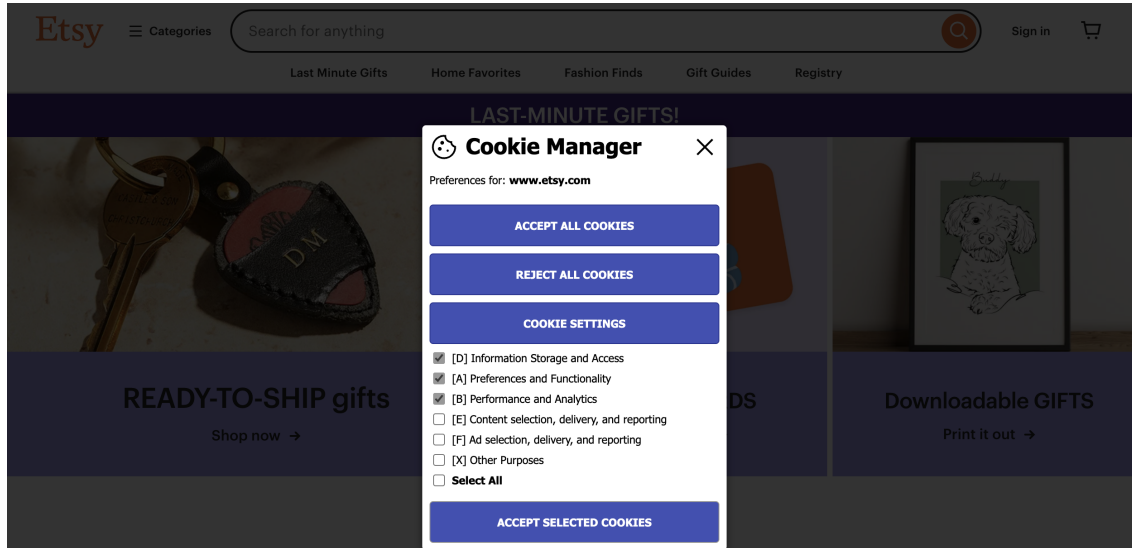 Etsy
Categories
Search for anything
Sign in
Last Minute Gifts Home Favorites Fashion Finds Gift Guides Registry
LAST-MINUTE GIFTS!
Cookie Manager
Preferences for: www.etsy.com
ACCEPT ALL COOKIES
REJECT ALL COOKIES
COOKIE SETTINGS
[D] Information Storage and Access
[A] Preferences and Functionality
[B] Performance and Analytics
[E] Content selection, delivery, and reporting
[F] Ad selection, delivery, and reporting
[X] Other Purposes
Select All
ACCEPT SELECTED COOKIES
DM
READY-TO-SHIP gifts
Shop now →
DS
Buddy
Downloadable GIFTS
Print it out →